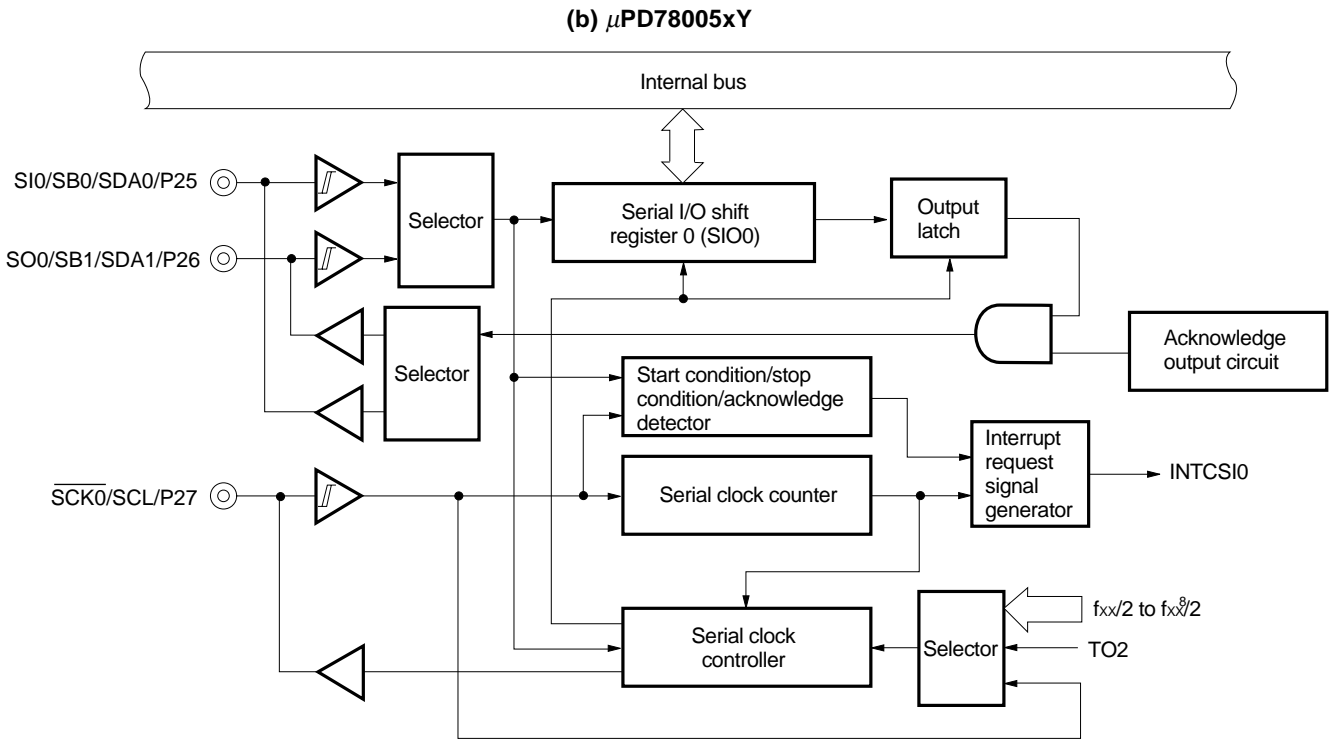 (b) μPD78005xY
Internal bus
SI0/SB0/SDA0/P25
Selector
Serial I/O shift
register 0 (SIO0)
Output
latch
SO0/SB1/SDA1/P26
Selector
Acknowledge
output circuit
Start condition/stop
condition/acknowledge
detector
Interrupt
request
signal
generator
INTCSI0
SCK0/SCL/P27
Serial clock counter
Serial clock
controller
Selector
fxx/2 to fxx/2⁸
TO2